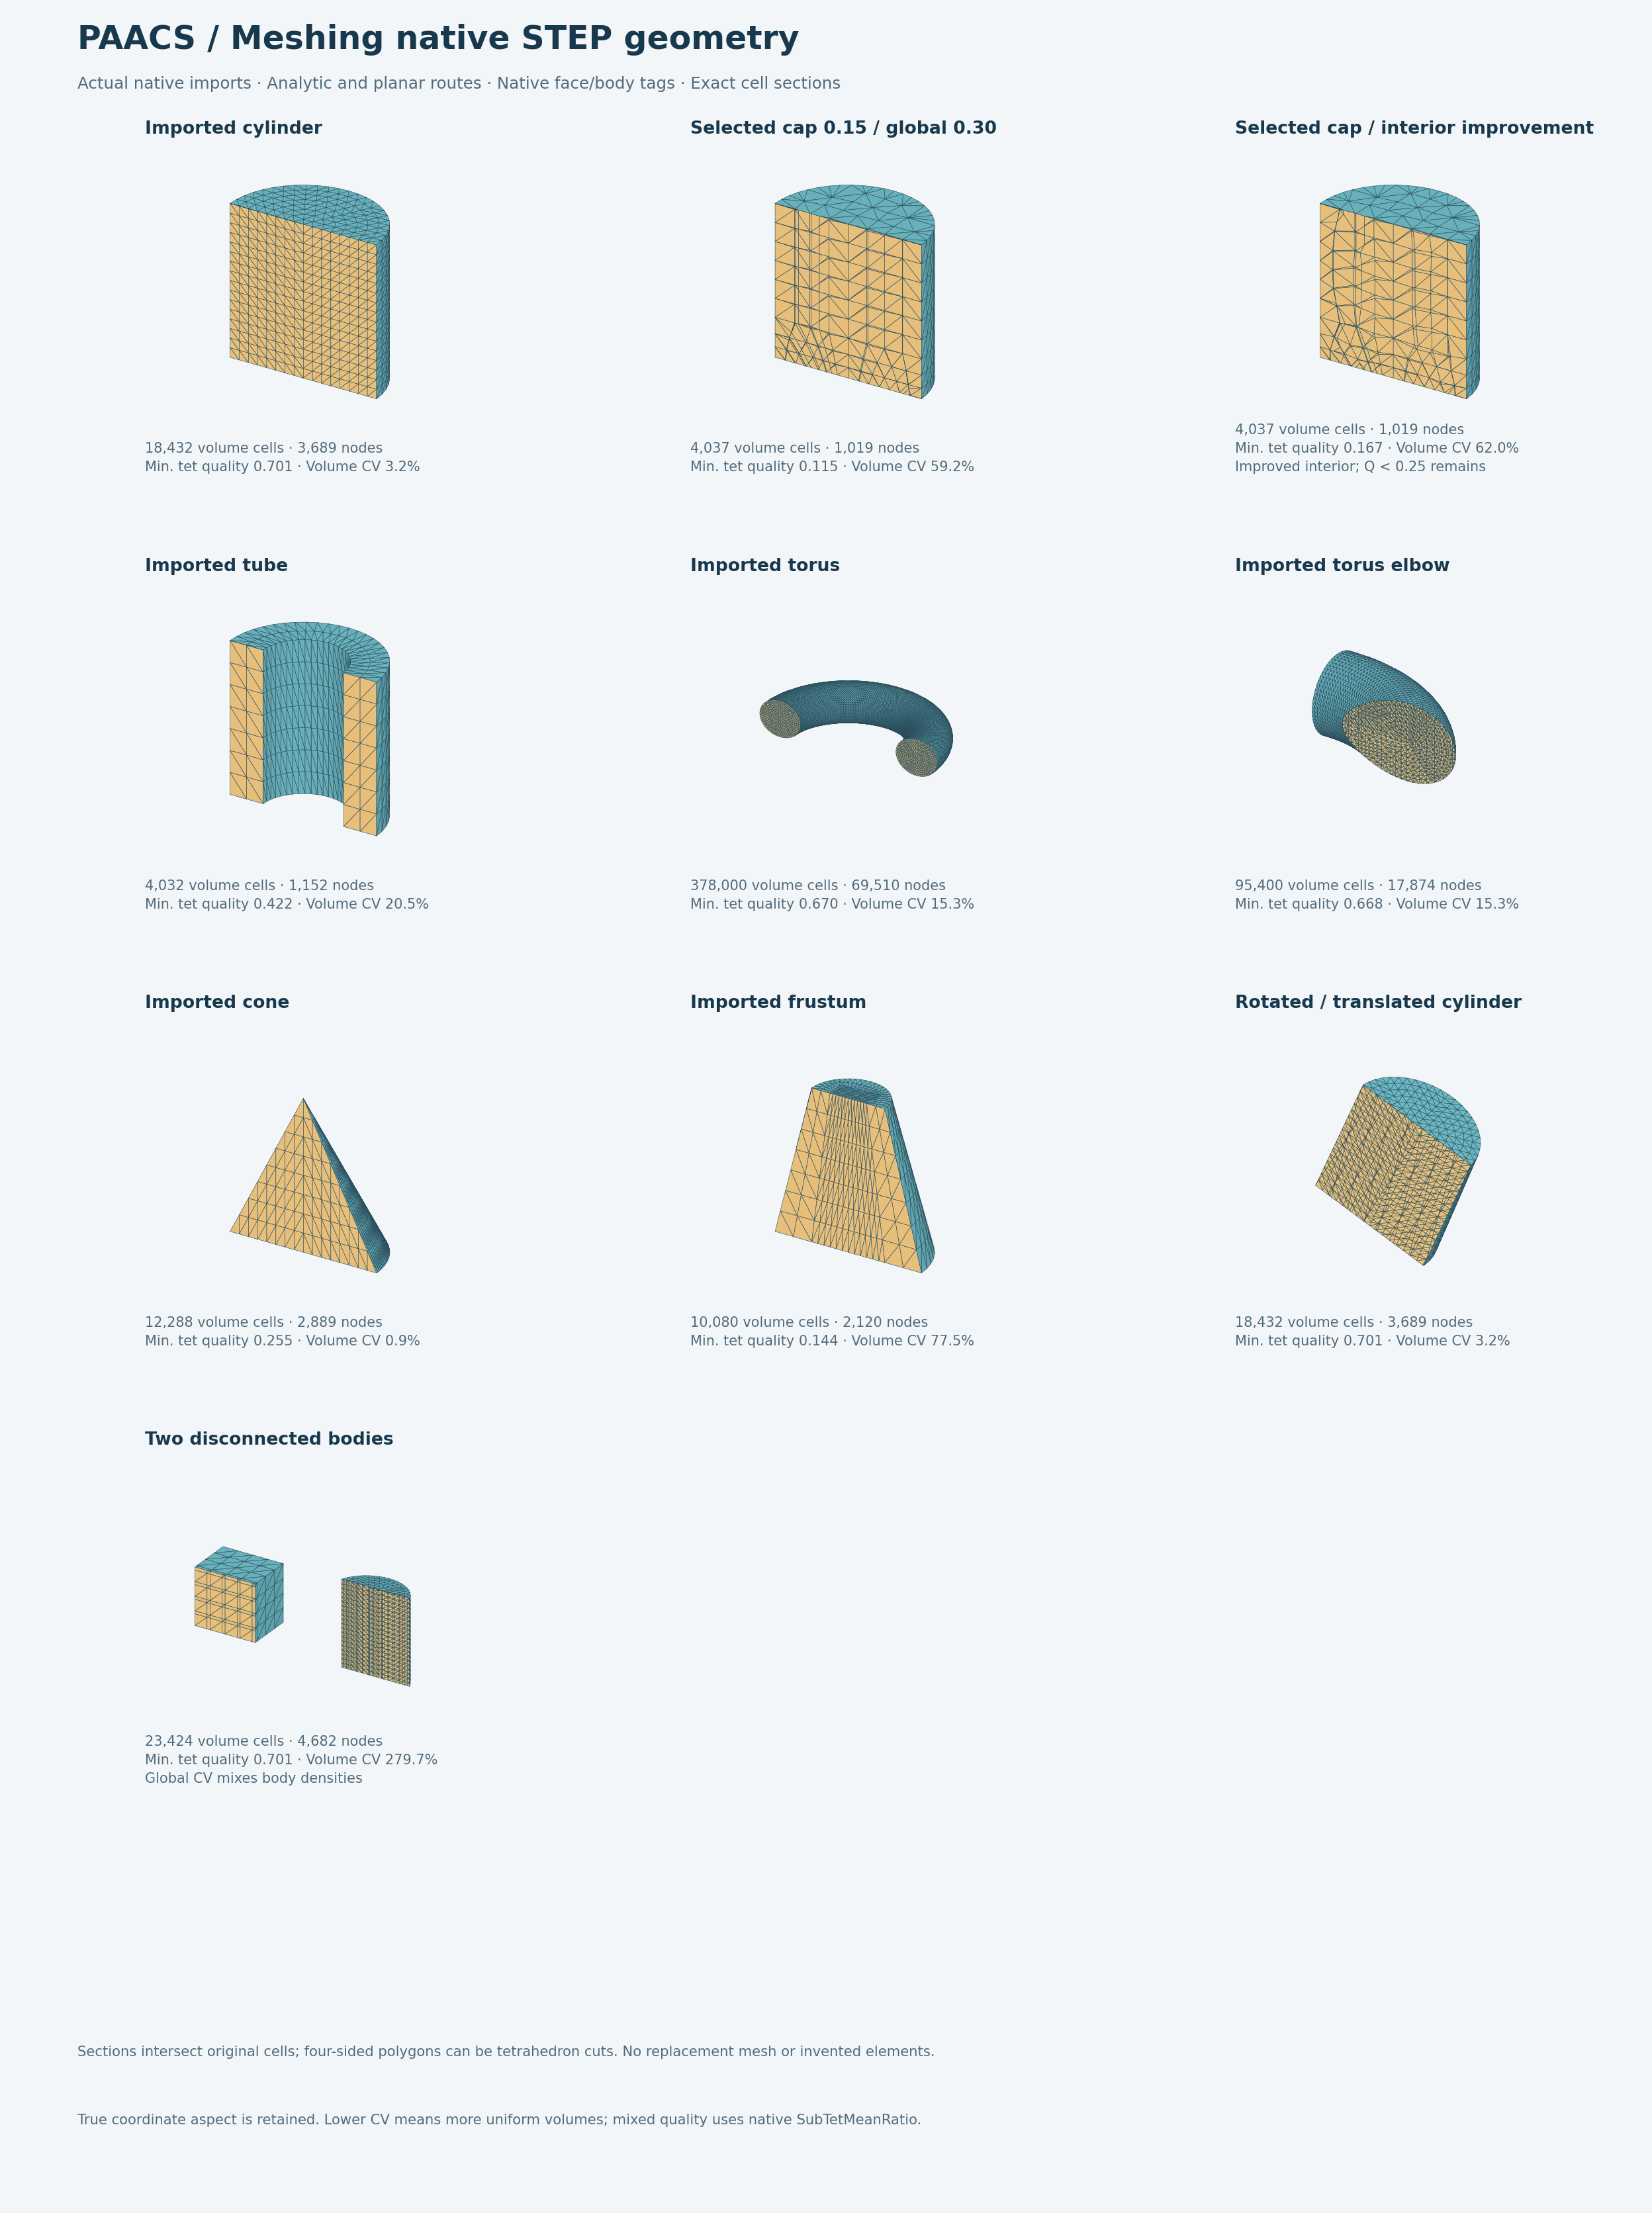 PAACS / Meshing native STEP geometry
Actual native imports · Analytic and planar routes · Native face/body tags · Exact cell sections
Imported cylinder
18,432 volume cells · 3,689 nodes
Min. tet quality 0.701 · Volume CV 3.2%
Selected cap 0.15 / global 0.30
4,037 volume cells · 1,019 nodes
Min. tet quality 0.115 · Volume CV 59.2%
Selected cap / interior improvement
4,037 volume cells · 1,019 nodes
Min. tet quality 0.167 · Volume CV 62.0%
Improved interior; Q < 0.25 remains
Imported tube
4,032 volume cells · 1,152 nodes
Min. tet quality 0.422 · Volume CV 20.5%
Imported torus
378,000 volume cells · 69,510 nodes
Min. tet quality 0.670 · Volume CV 15.3%
Imported torus elbow
95,400 volume cells · 17,874 nodes
Min. tet quality 0.668 · Volume CV 15.3%
Imported cone
12,288 volume cells · 2,889 nodes
Min. tet quality 0.255 · Volume CV 0.9%
Imported frustum
10,080 volume cells · 2,120 nodes
Min. tet quality 0.144 · Volume CV 77.5%
Rotated / translated cylinder
18,432 volume cells · 3,689 nodes
Min. tet quality 0.701 · Volume CV 3.2%
Two disconnected bodies
23,424 volume cells · 4,682 nodes
Min. tet quality 0.701 · Volume CV 279.7%
Global CV mixes body densities
Sections intersect original cells; four-sided polygons can be tetrahedron cuts. No replacement mesh or invented elements.
True coordinate aspect is retained. Lower CV means more uniform volumes; mixed quality uses native SubTetMeanRatio.